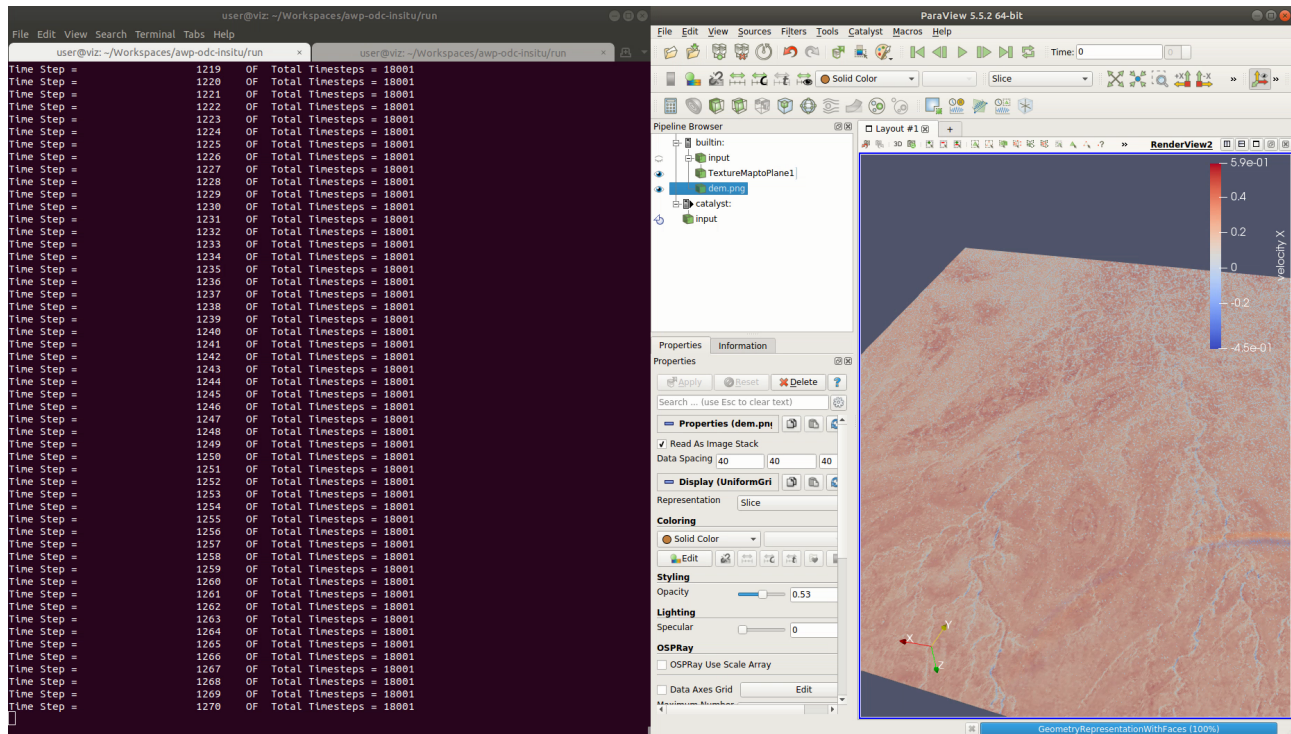 user@viz: ~/Workspaces/awp-odc-insitu/run
File Edit View Search Terminal Tabs Help
user@viz: ~/Workspaces/awp-odc-insitu/run × user@viz: ~/Workspaces/awp-odc-insitu/run ×
Time Step = 1219 OF Total Timesteps = 18001
Time Step = 1220 OF Total Timesteps = 18001
Time Step = 1221 OF Total Timesteps = 18001
Time Step = 1222 OF Total Timesteps = 18001
Time Step = 1223 OF Total Timesteps = 18001
Time Step = 1224 OF Total Timesteps = 18001
Time Step = 1225 OF Total Timesteps = 18001
Time Step = 1226 OF Total Timesteps = 18001
Time Step = 1227 OF Total Timesteps = 18001
Time Step = 1228 OF Total Timesteps = 18001
Time Step = 1229 OF Total Timesteps = 18001
Time Step = 1230 OF Total Timesteps = 18001
Time Step = 1231 OF Total Timesteps = 18001
Time Step = 1232 OF Total Timesteps = 18001
Time Step = 1233 OF Total Timesteps = 18001
Time Step = 1234 OF Total Timesteps = 18001
Time Step = 1235 OF Total Timesteps = 18001
Time Step = 1236 OF Total Timesteps = 18001
Time Step = 1237 OF Total Timesteps = 18001
Time Step = 1238 OF Total Timesteps = 18001
Time Step = 1239 OF Total Timesteps = 18001
Time Step = 1240 OF Total Timesteps = 18001
Time Step = 1241 OF Total Timesteps = 18001
Time Step = 1242 OF Total Timesteps = 18001
Time Step = 1243 OF Total Timesteps = 18001
Time Step = 1244 OF Total Timesteps = 18001
Time Step = 1245 OF Total Timesteps = 18001
Time Step = 1246 OF Total Timesteps = 18001
Time Step = 1247 OF Total Timesteps = 18001
Time Step = 1248 OF Total Timesteps = 18001
Time Step = 1249 OF Total Timesteps = 18001
Time Step = 1250 OF Total Timesteps = 18001
Time Step = 1251 OF Total Timesteps = 18001
Time Step = 1252 OF Total Timesteps = 18001
Time Step = 1253 OF Total Timesteps = 18001
Time Step = 1254 OF Total Timesteps = 18001
Time Step = 1255 OF Total Timesteps = 18001
Time Step = 1256 OF Total Timesteps = 18001
Time Step = 1257 OF Total Timesteps = 18001
Time Step = 1258 OF Total Timesteps = 18001
Time Step = 1259 OF Total Timesteps = 18001
Time Step = 1260 OF Total Timesteps = 18001
Time Step = 1261 OF Total Timesteps = 18001
Time Step = 1262 OF Total Timesteps = 18001
Time Step = 1263 OF Total Timesteps = 18001
Time Step = 1264 OF Total Timesteps = 18001
Time Step = 1265 OF Total Timesteps = 18001
Time Step = 1266 OF Total Timesteps = 18001
Time Step = 1267 OF Total Timesteps = 18001
Time Step = 1268 OF Total Timesteps = 18001
Time Step = 1269 OF Total Timesteps = 18001
Time Step = 1270 OF Total Timesteps = 18001
ParaView 5.5.2 64-bit
File Edit View Sources Filters Tools Catalyst Macros Help
Time: 0
Solid Color Slice
Pipeline Browser
builtin:
input
TextureMaptoPlane1
dem.png
catalyst:
input
Properties Information
Properties
Apply Reset Delete ?
Search ... (use Esc to clear text)
Properties (dem.png
Read As Image Stack
Data Spacing 40 40 40
Display (UniformGri
Representation Slice
Coloring
Solid Color
Edit
Styling
Opacity 0.53
Lighting
Specular 0
OSPRay
OSPRay Use Scale Array
Data Axes Grid Edit
Maximum Number
Layout #1 +
3D RenderView2
5.9e-01
0.4
0.2
0
-0.2
-4.5e-01
velocity X
X
Y
Z
GeometryRepresentationWithFaces (100%)